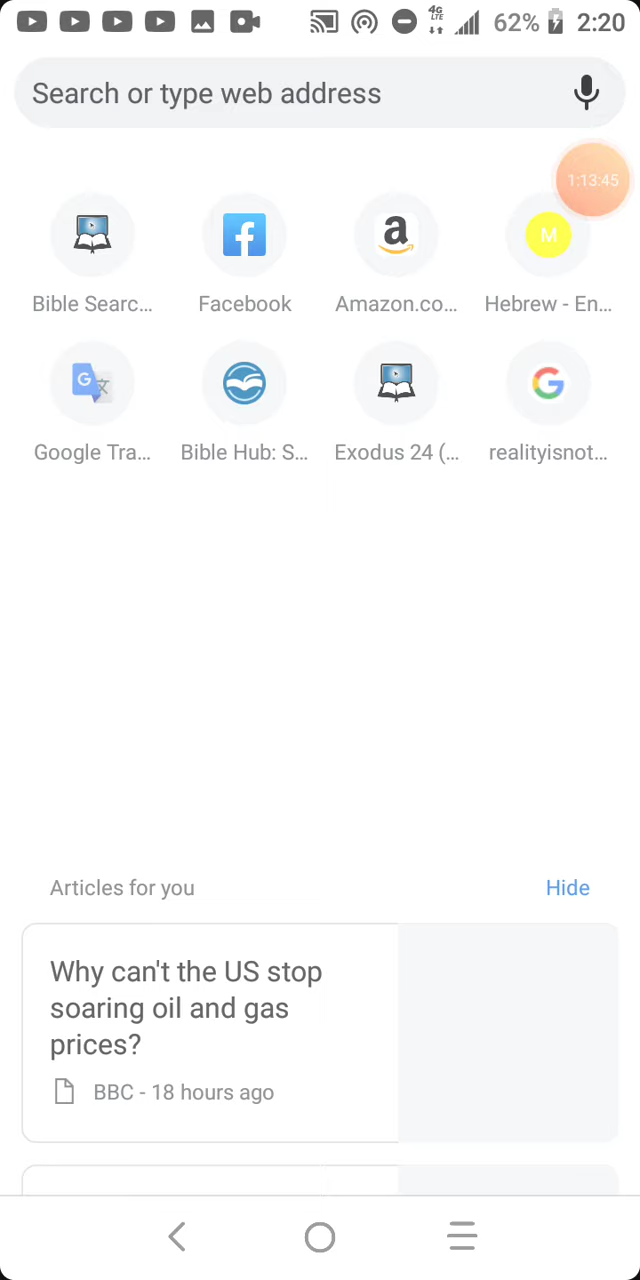 4G
LTE
62%
2:20
Search or type web address
1:13:45
M
Bible Searc...
Facebook
Amazon.co...
Hebrew - En...
Google Tra...
Bible Hub: S...
Exodus 24 (...
realityisnot...
Articles for you
Hide
Why can't the US stop
soaring oil and gas
prices?
BBC - 18 hours ago